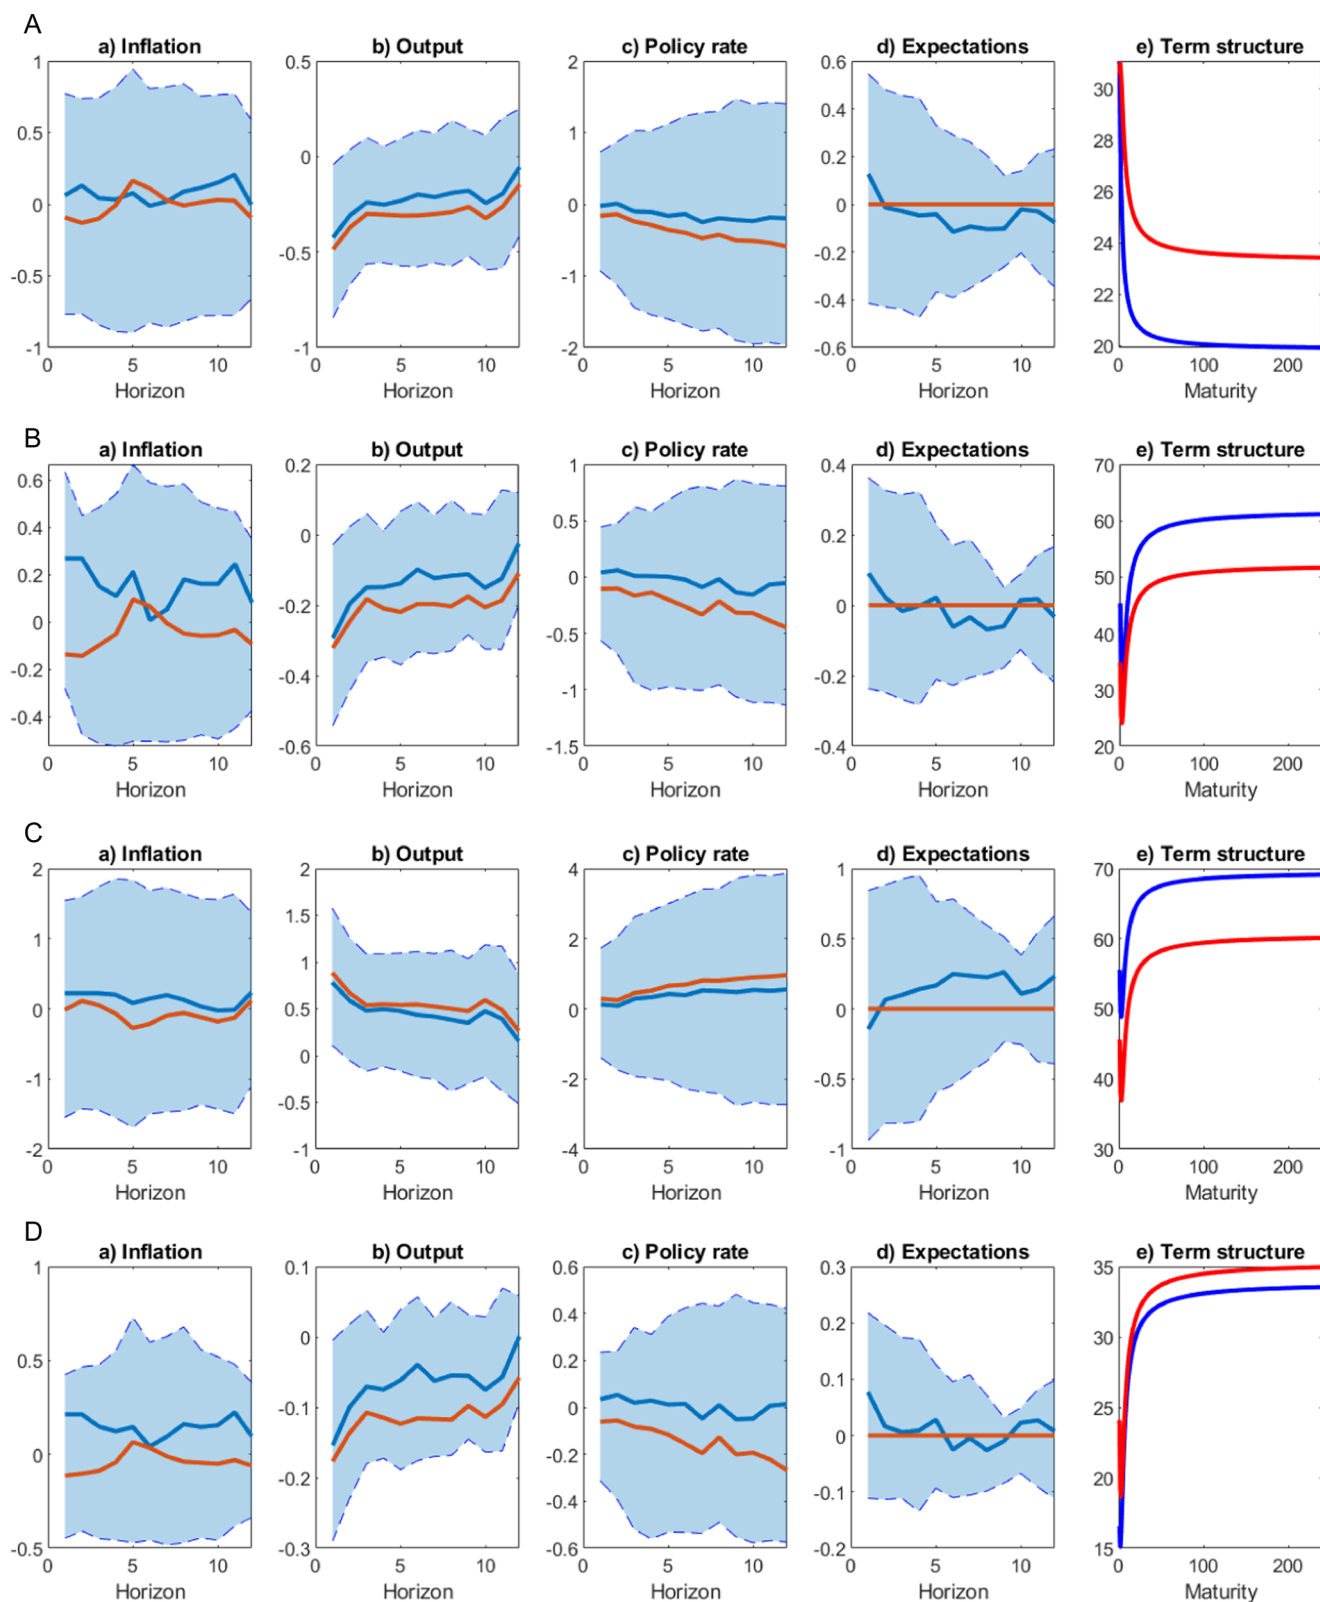 A
a) Inflation b) Output c) Policy rate d) Expectations e) Term structure
1 0.5 0 -0.5 -1
0.5 0 -0.5 -1
2 1 0 -1 -2
0.6 0.4 0.2 0 -0.2 -0.4 -0.6
30 28 26 24 22 20
0 5 10 0 5 10 0 5 10 0 5 10 0 100 200
Horizon Horizon Horizon Horizon Maturity
B
a) Inflation b) Output c) Policy rate d) Expectations e) Term structure
0.6 0.4 0.2 0 -0.2 -0.4
0.2 0 -0.2 -0.4 -0.6
1 0.5 0 -0.5 -1 -1.5
0.4 0.2 0 -0.2 -0.4
70 60 50 40 30 20
0 5 10 0 5 10 0 5 10 0 5 10 0 100 200
Horizon Horizon Horizon Horizon Maturity
C
a) Inflation b) Output c) Policy rate d) Expectations e) Term structure
2 1 0 -1 -2
2 1.5 1 0.5 0 -0.5 -1
4 2 0 -2 -4
1 0.5 0 -0.5 -1
70 60 50 40 30
0 5 10 0 5 10 0 5 10 0 5 10 0 100 200
Horizon Horizon Horizon Horizon Maturity
D
a) Inflation b) Output c) Policy rate d) Expectations e) Term structure
1 0.5 0 -0.5
0.1 0 -0.1 -0.2 -0.3
0.6 0.4 0.2 0 -0.2 -0.4 -0.6
0.3 0.2 0.1 0 -0.1 -0.2
35 30 25 20 15
0 5 10 0 5 10 0 5 10 0 5 10 0 100 200
Horizon Horizon Horizon Horizon Maturity